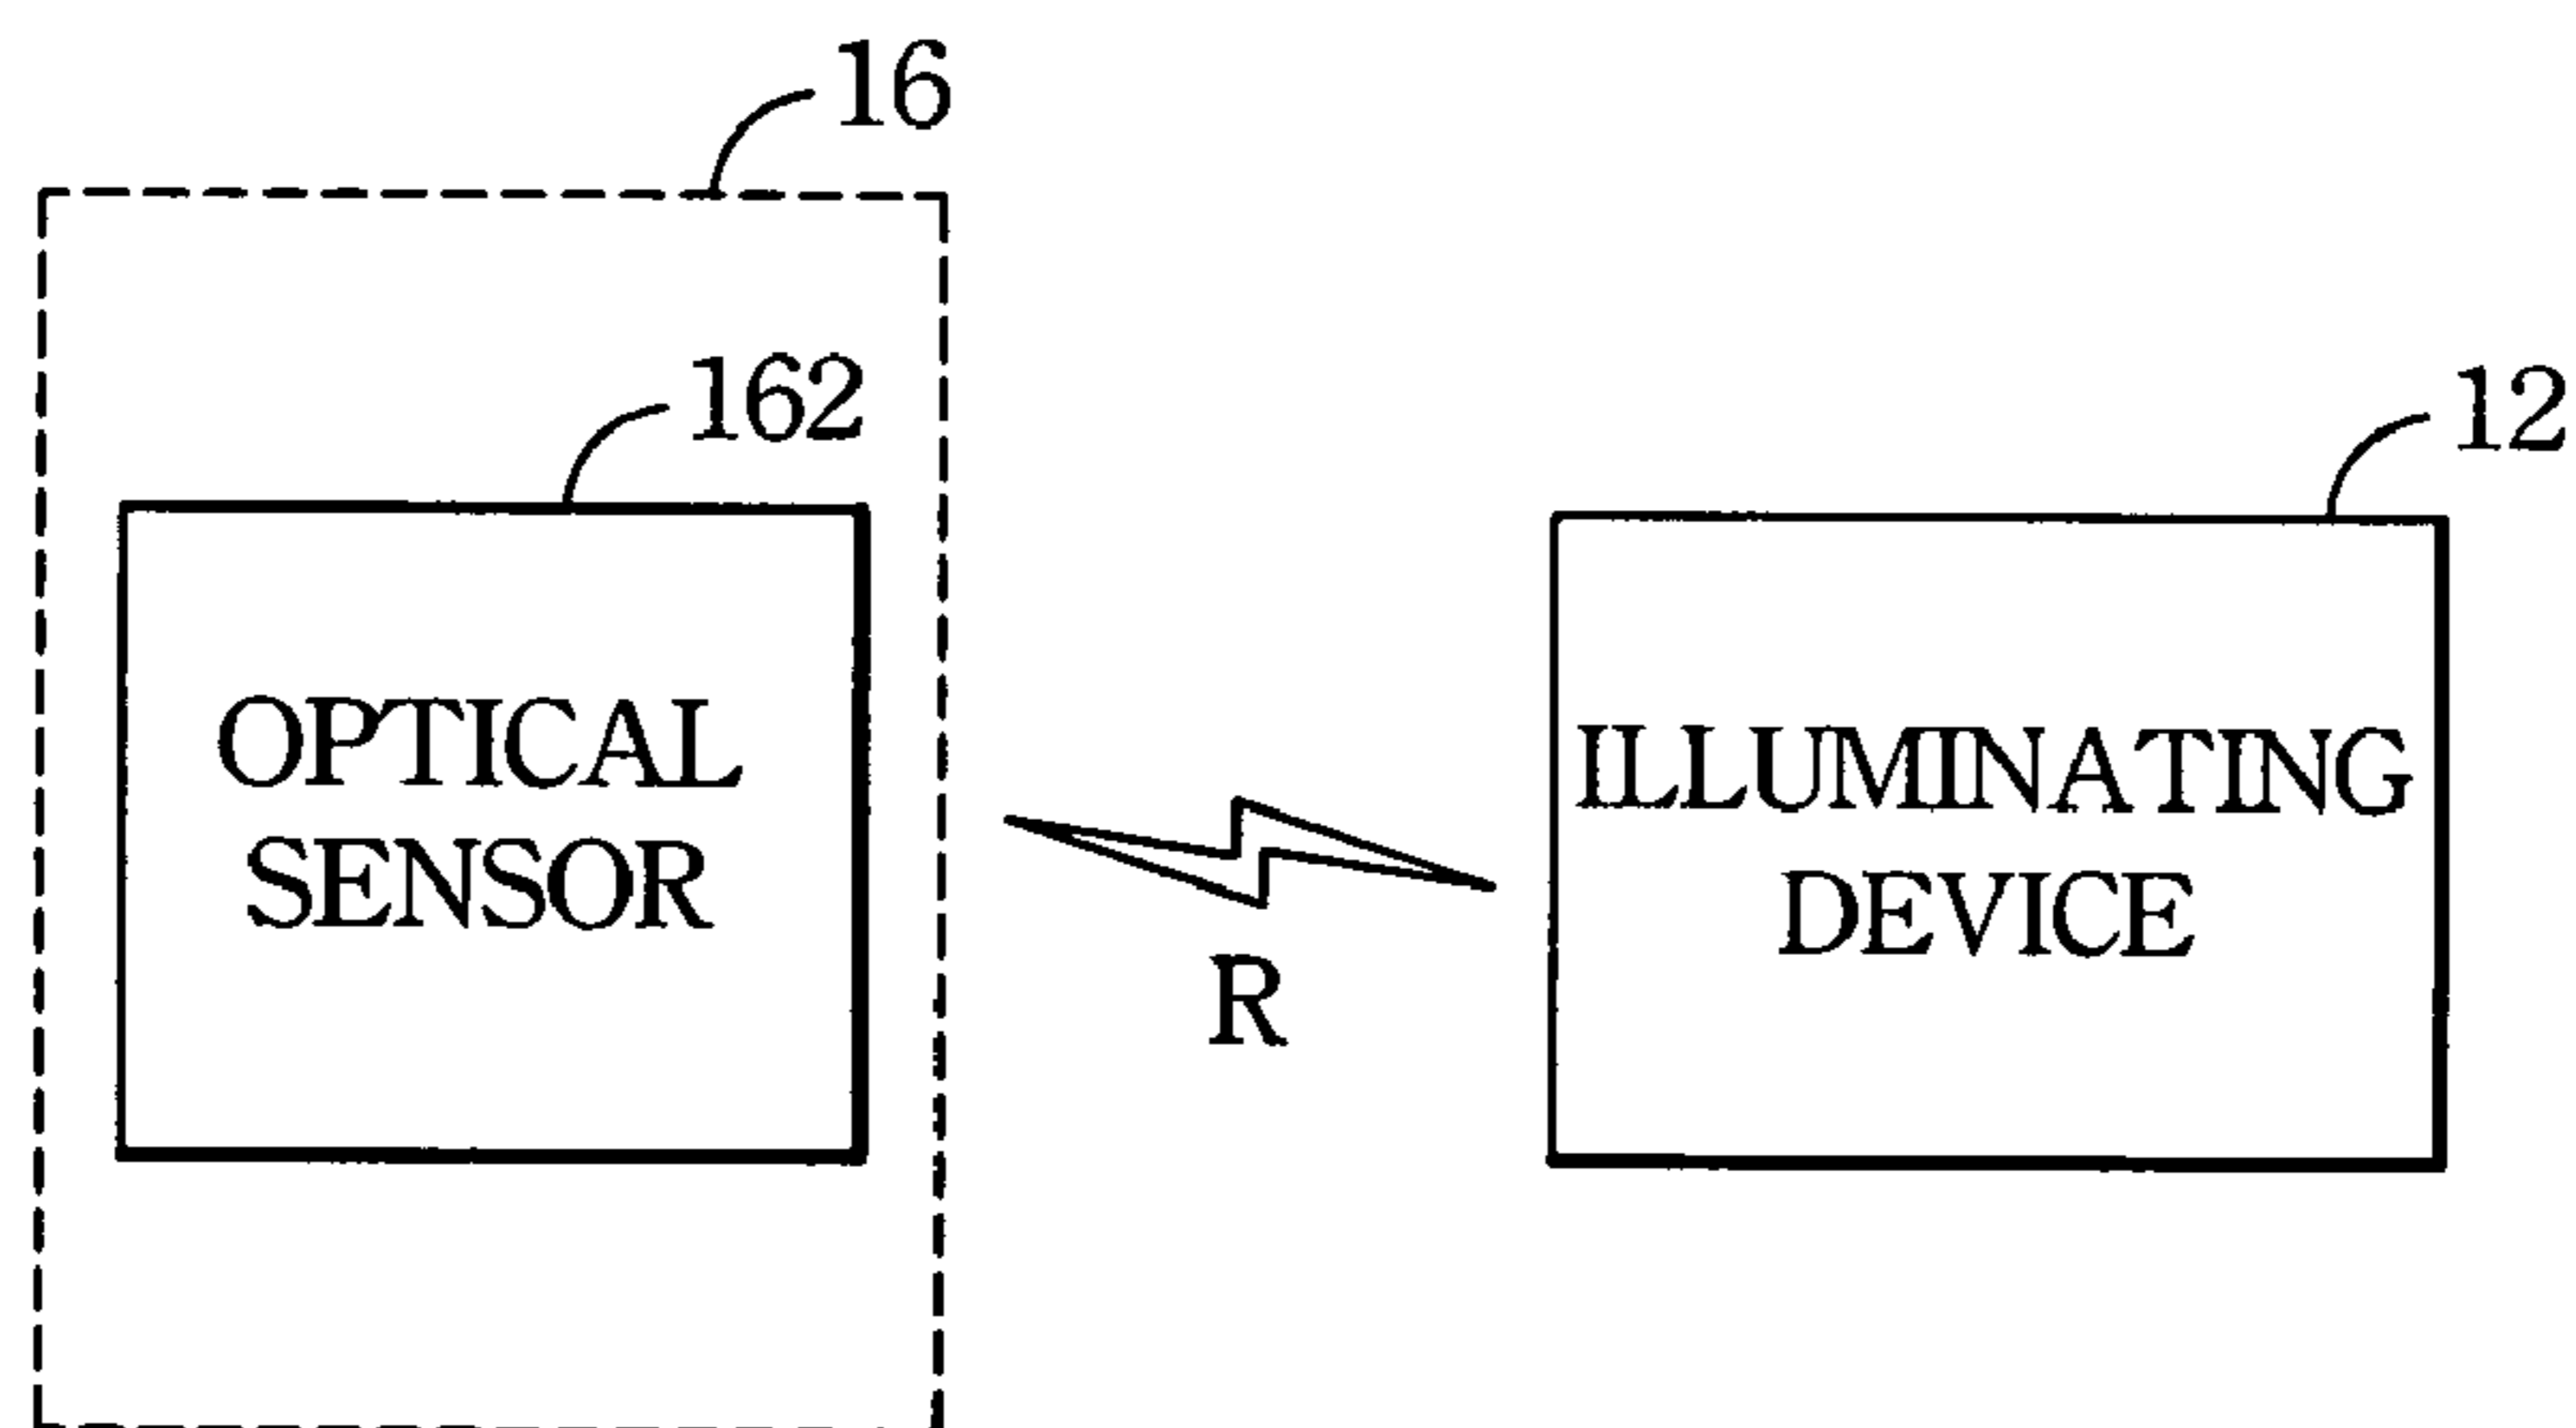 16
162
12
OPTICAL
SENSOR
ILLUMINATING
DEVICE
R